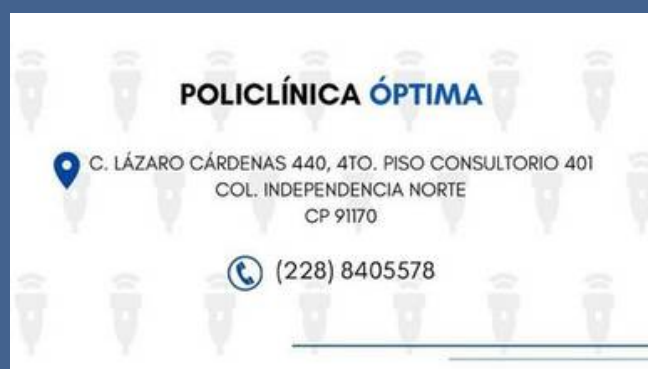 POLICLÍNICA ÓPTIMA
C. LÁZARO CÁRDENAS 440, 4TO. PISO CONSULTORIO 401
COL. INDEPENDENCIA NORTE
CP 91170
(228) 8405578